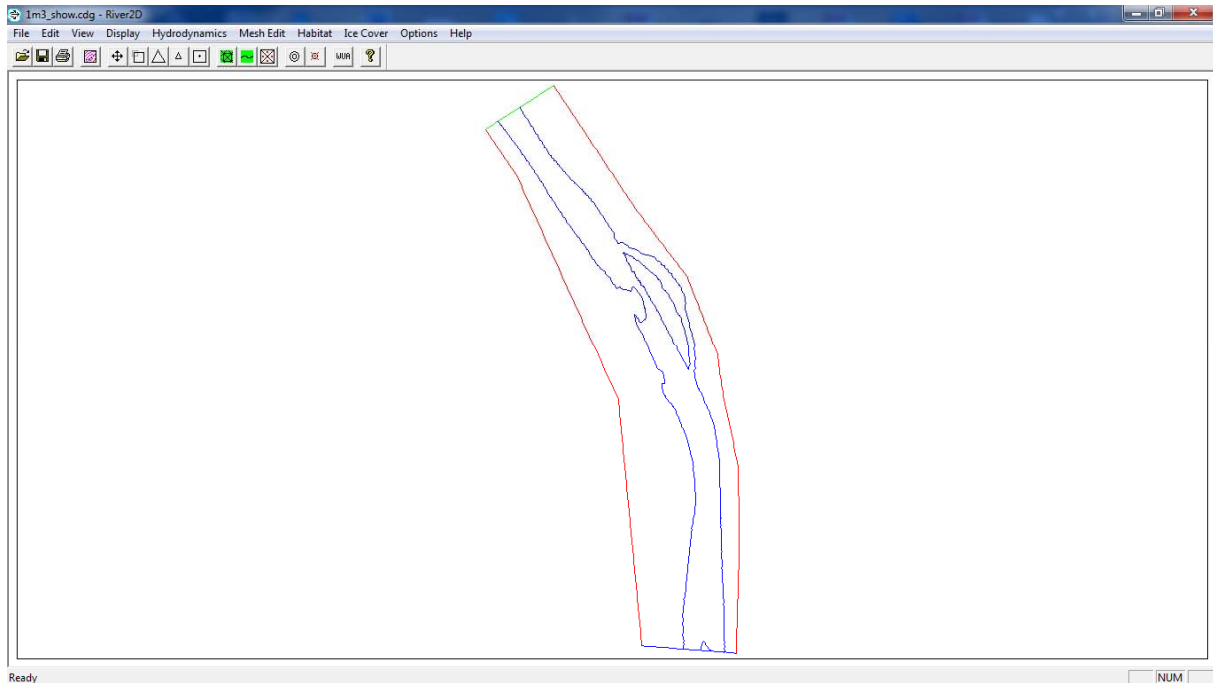 1m3_show.cdg - River2D
File Edit View Display Hydrodynamics Mesh Edit Habitat Ice Cover Options Help
WUA ?
Ready NUM